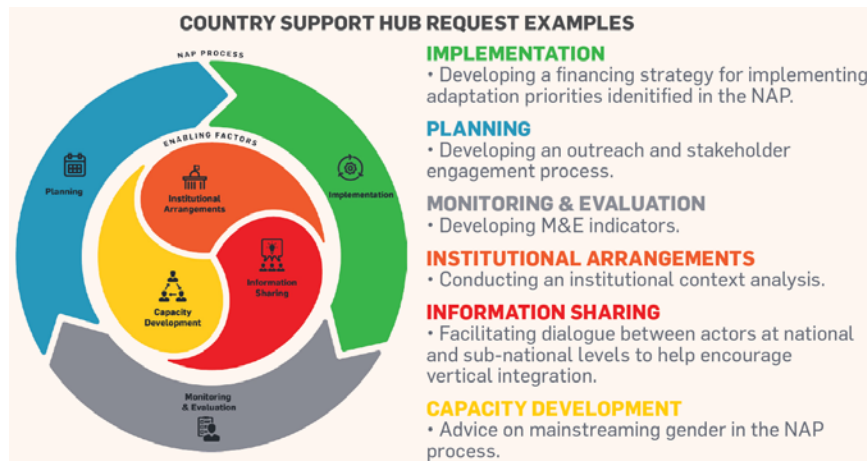 COUNTRY SUPPORT HUB REQUEST EXAMPLES
NAP PROCESS
ENABLING FACTORS
Planning
Institutional
Arrangements
Implementation
Information
Sharing
Capacity
Development
Monitoring
& Evaluation
IMPLEMENTATION
• Developing a financing strategy for implementing
adaptation priorities idenitified in the NAP.
PLANNING
• Developing an outreach and stakeholder
engagement process.
MONITORING & EVALUATION
• Developing M&E indicators.
INSTITUTIONAL ARRANGEMENTS
• Conducting an institutional context analysis.
INFORMATION SHARING
• Facilitating dialogue between actors at national
and sub-national levels to help encourage
vertical integration.
CAPACITY DEVELOPMENT
• Advice on mainstreaming gender in the NAP
process.